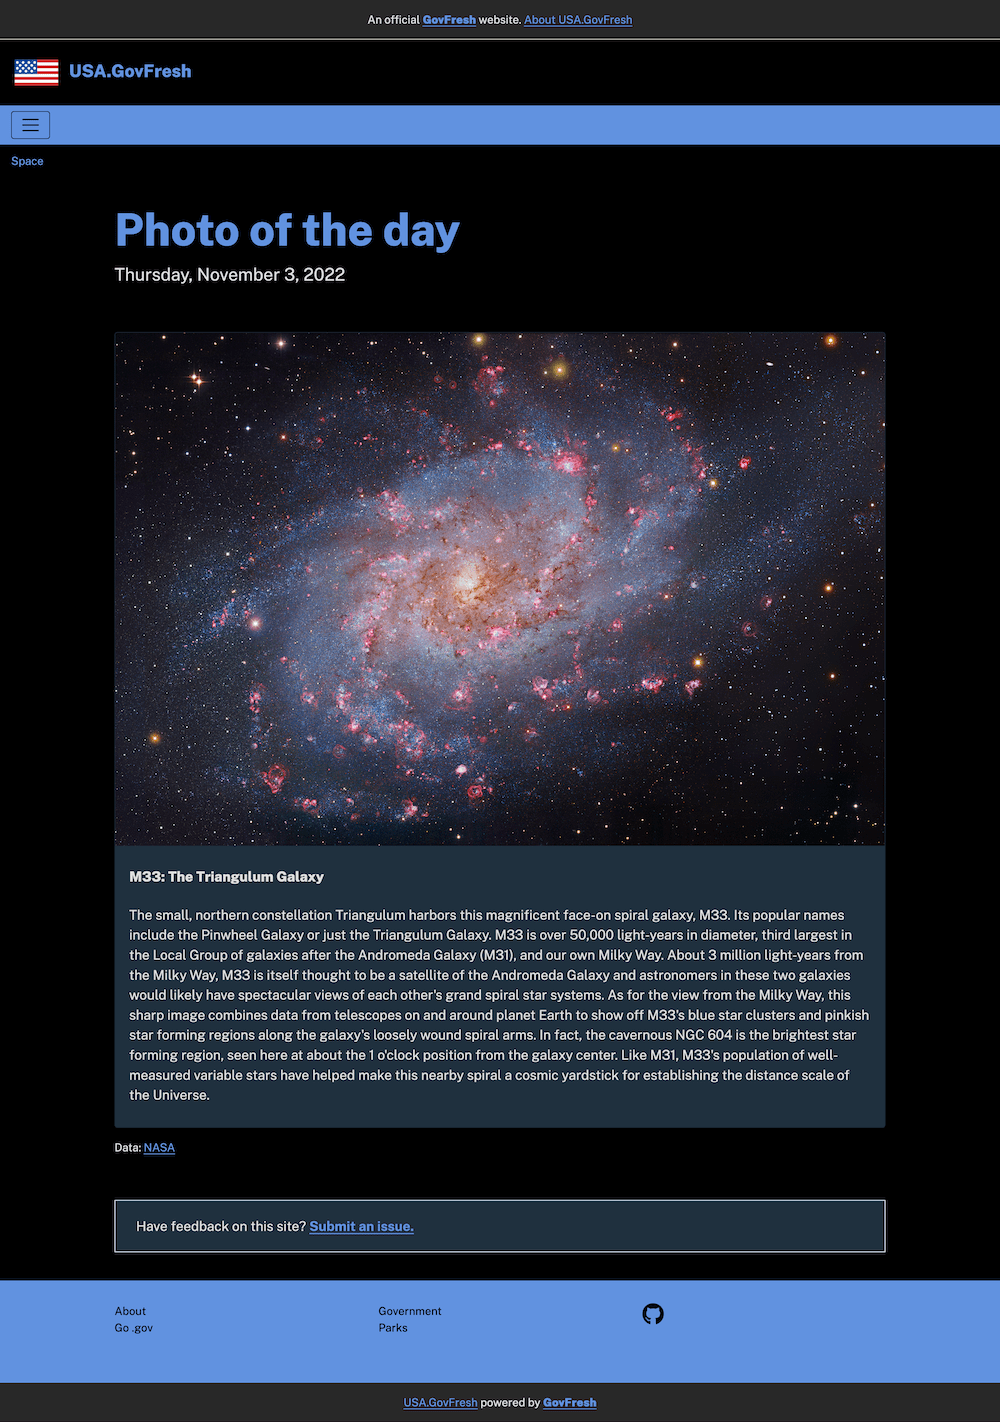 An official GovFresh website. About USA.GovFresh
USA.GovFresh
Space
Photo of the day
Thursday, November 3, 2022
M33: The Triangulum Galaxy
The small, northern constellation Triangulum harbors this magnificent face-on spiral galaxy, M33. Its popular names
include the Pinwheel Galaxy or just the Triangulum Galaxy. M33 is over 50,000 light-years in diameter, third largest in
the Local Group of galaxies after the Andromeda Galaxy (M31), and our own Milky Way. About 3 million light-years from
the Milky Way, M33 is itself thought to be a satellite of the Andromeda Galaxy and astronomers in these two galaxies
would likely have spectacular views of each other's grand spiral star systems. As for the view from the Milky Way, this
sharp image combines data from telescopes on and around planet Earth to show off M33's blue star clusters and pinkish
star forming regions along the galaxy's loosely wound spiral arms. In fact, the cavernous NGC 604 is the brightest star
forming region, seen here at about the 1 o'clock position from the galaxy center. Like M31, M33's population of well-
measured variable stars have helped make this nearby spiral a cosmic yardstick for establishing the distance scale of
the Universe.
Data: NASA
Have feedback on this site? Submit an issue.
About
Go .gov
Government
Parks
USA.GovFresh powered by GovFresh